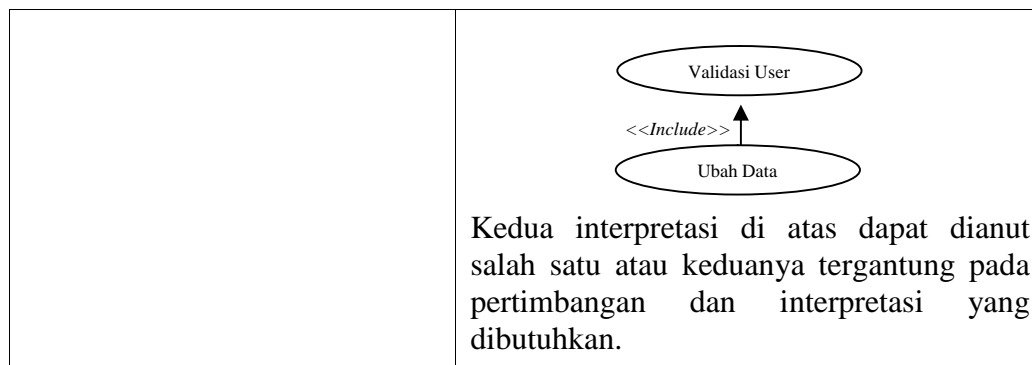 Validasi User
<<Include>>
Ubah Data
Kedua interpretasi di atas dapat dianut
salah satu atau keduanya tergantung pada
pertimbangan dan interpretasi yang
dibutuhkan.